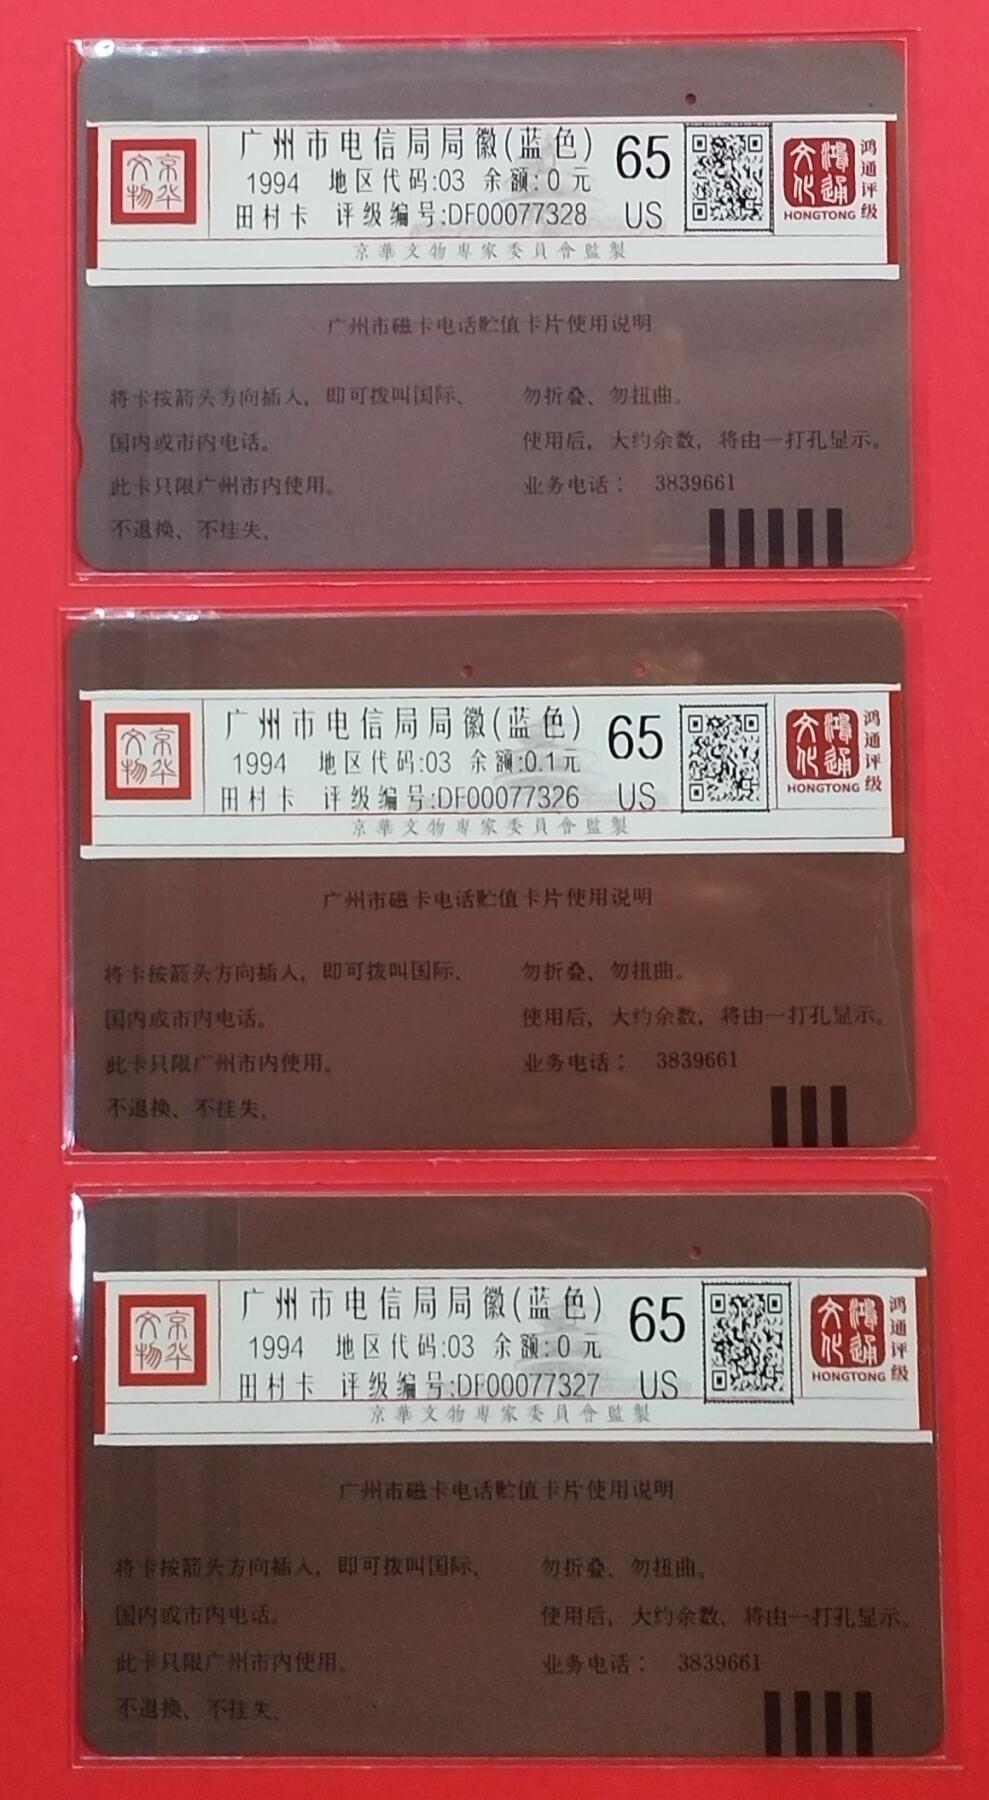 京华文物
广州市电信局局徽(蓝色)
1994 地区代码:03 余额:0 元
田村卡 评级编号:DF00077328
65
US
鸿通文化
HONGTONG
鸿通评级
京華文物專家委員會監製
广州市磁卡电话贮值卡片使用说明
将卡按箭头方向插入，即可拨叫国际、
国内或市内电话。
此卡只限广州市内使用。
不退换、不挂失、
勿折叠、勿扭曲。
使用后，大约余数，将由一打孔显示。
业务电话： 3839661
京华文物
广州市电信局局徽(蓝色)
1994 地区代码:03 余额:0.1元
田村卡 评级编号:DF00077326
65
US
鸿通文化
HONGTONG
鸿通评级
京華文物專家委員會監製
广州市磁卡电话贮值卡片使用说明
将卡按箭头方向插入，即可拨叫国际、
国内或市内电话。
此卡只限广州市内使用。
不退换、不挂失、
勿折叠、勿扭曲。
使用后，大约余数，将由一打孔显示。
业务电话： 3839661
京华文物
广州市电信局局徽(蓝色)
1994 地区代码:03 余额:0 元
田村卡 评级编号:DF00077327
65
US
鸿通文化
HONGTONG
鸿通评级
京華文物專家委員會監製
广州市磁卡电话贮值卡片使用说明
将卡按箭头方向插入，即可拨叫国际、
国内或市内电话。
此卡只限广州市内使用。
不退换、不挂失、
勿折叠、勿扭曲。
使用后，大约余数，将由一打孔显示。
业务电话： 3839661